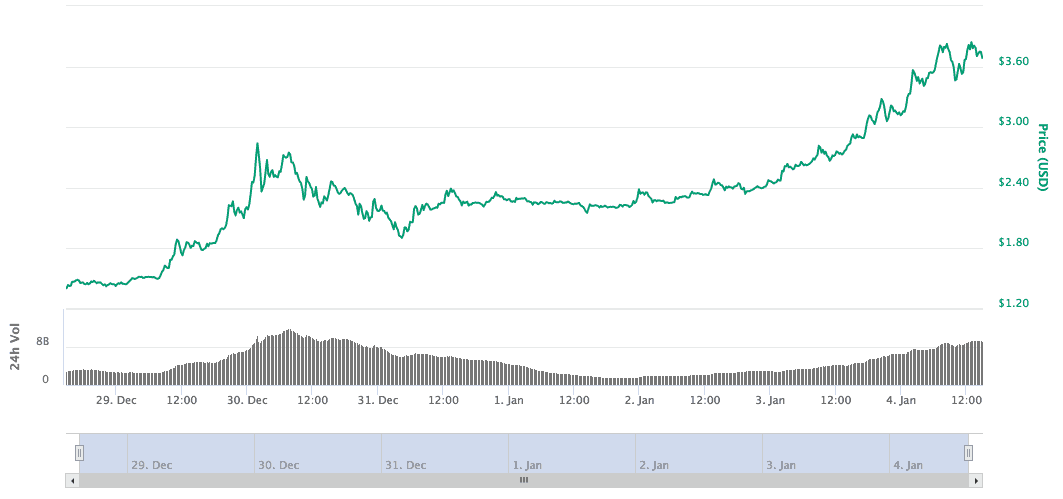 $3.60
$3.00
$2.40
$1.80
$1.20
Price (USD)
24h Vol
8B
0
29. Dec 12:00 30. Dec 12:00 31. Dec 12:00 1. Jan 12:00 2. Jan 12:00 3. Jan 12:00 4. Jan 12:00
29. Dec 30. Dec 31. Dec 1. Jan 2. Jan 3. Jan 4. Jan